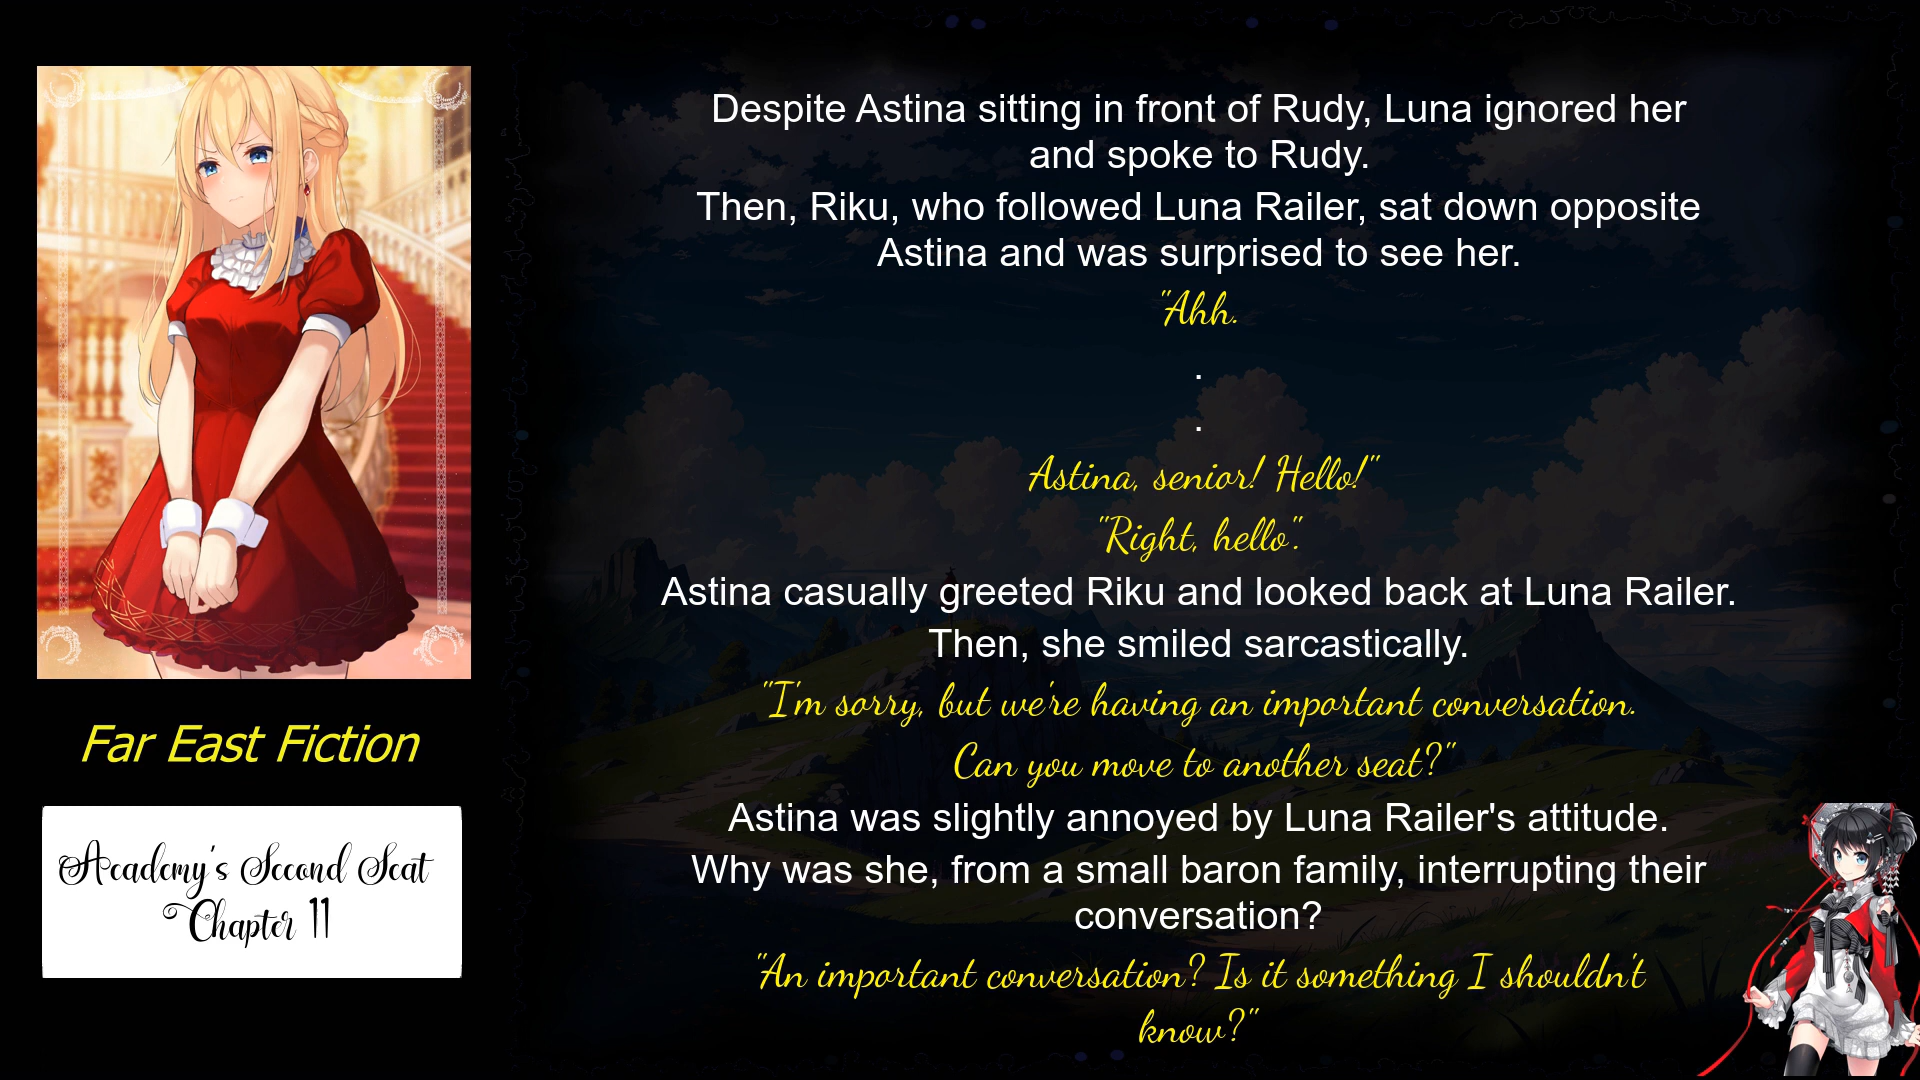 Despite Astina sitting in front of Rudy, Luna ignored her
and spoke to Rudy.
Then, Riku, who followed Luna Railer, sat down opposite
Astina and was surprised to see her.
"Ahh.
.
.
Astina, senior! Hello!"
"Right, hello".
Astina casually greeted Riku and looked back at Luna Railer.
Then, she smiled sarcastically.
"I'm sorry, but we're having an important conversation.
Can you move to another seat?"
Astina was slightly annoyed by Luna Railer's attitude.
Why was she, from a small baron family, interrupting their
conversation?
"An important conversation? Is it something I shouldn't
know?"
Far East Fiction
Academy's Second Seat
Chapter 11